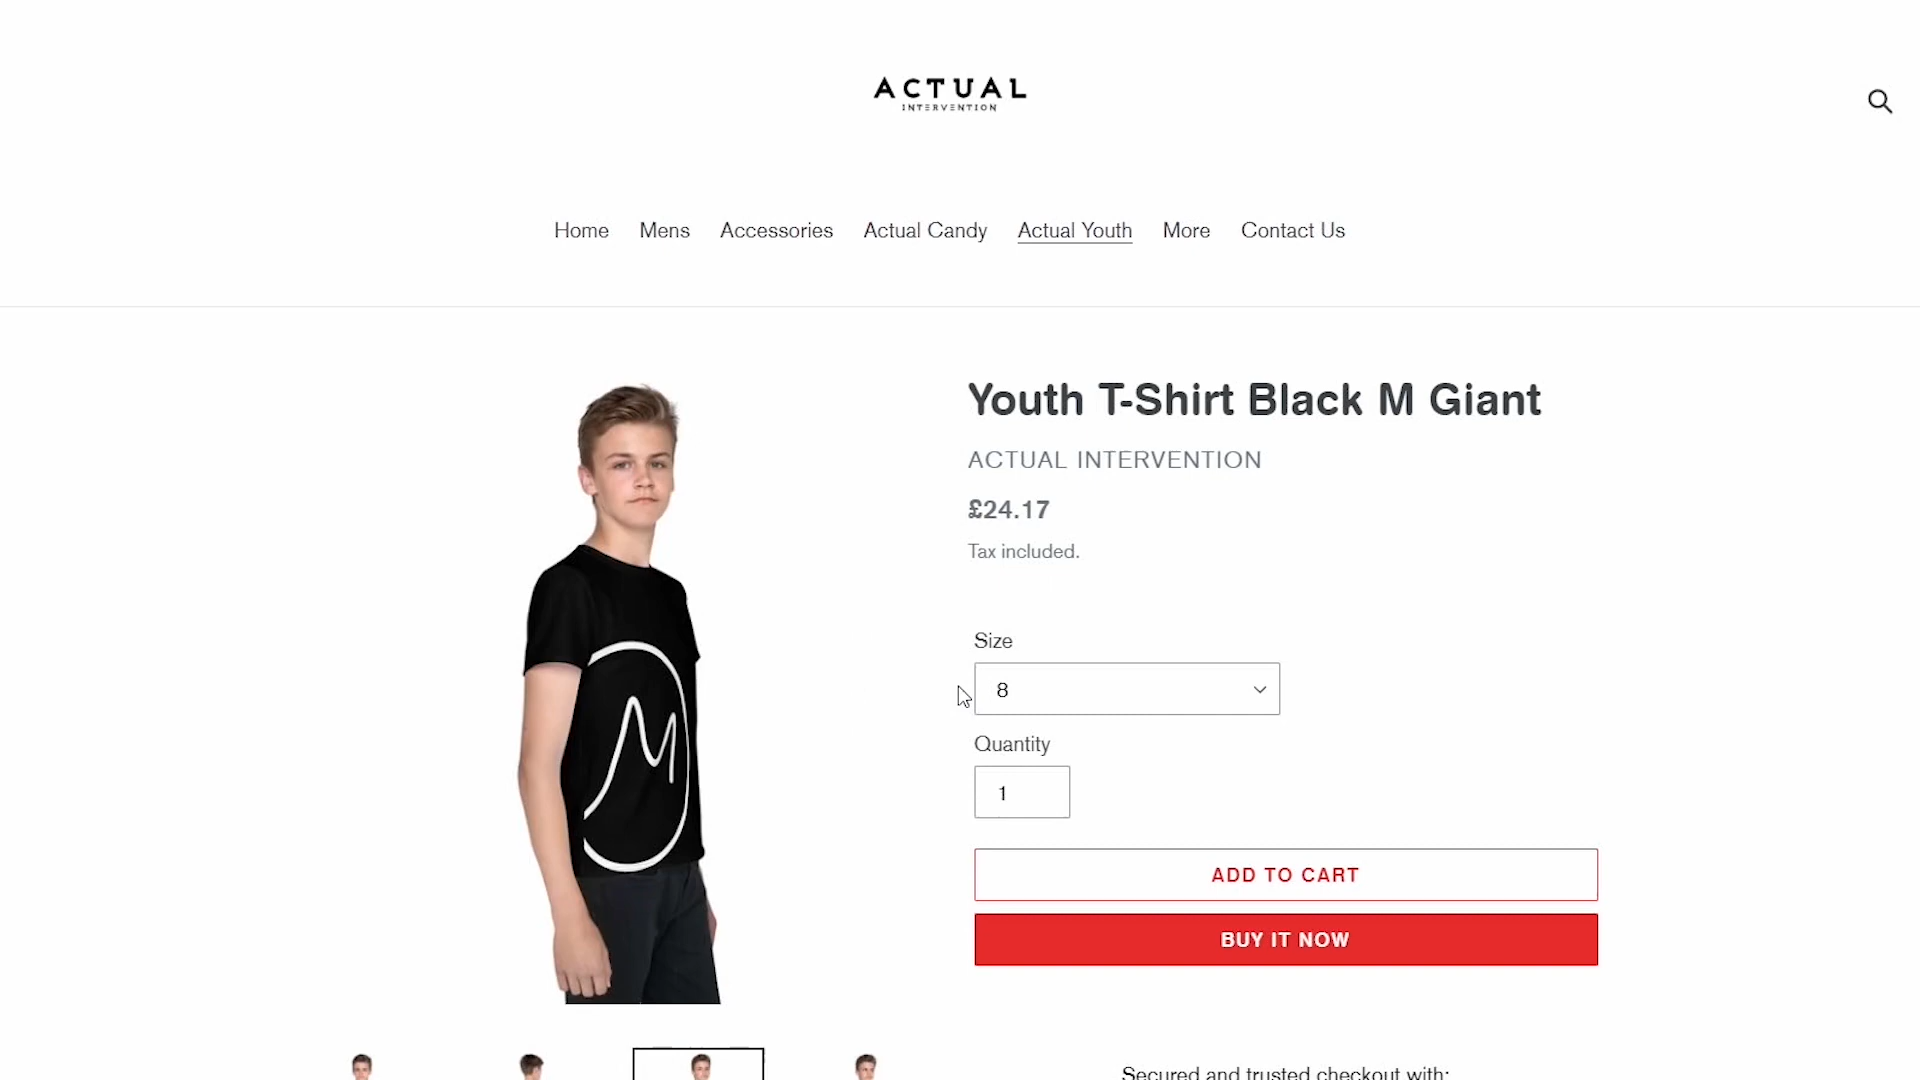 ACTUAL
INTERVENTION
Home Mens Accessories Actual Candy Actual Youth More Contact Us
Youth T-Shirt Black M Giant
ACTUAL INTERVENTION
£24.17
Tax included.
Size
8
Quantity
1
M
ADD TO CART
BUY IT NOW
Secured and trusted checkout with: